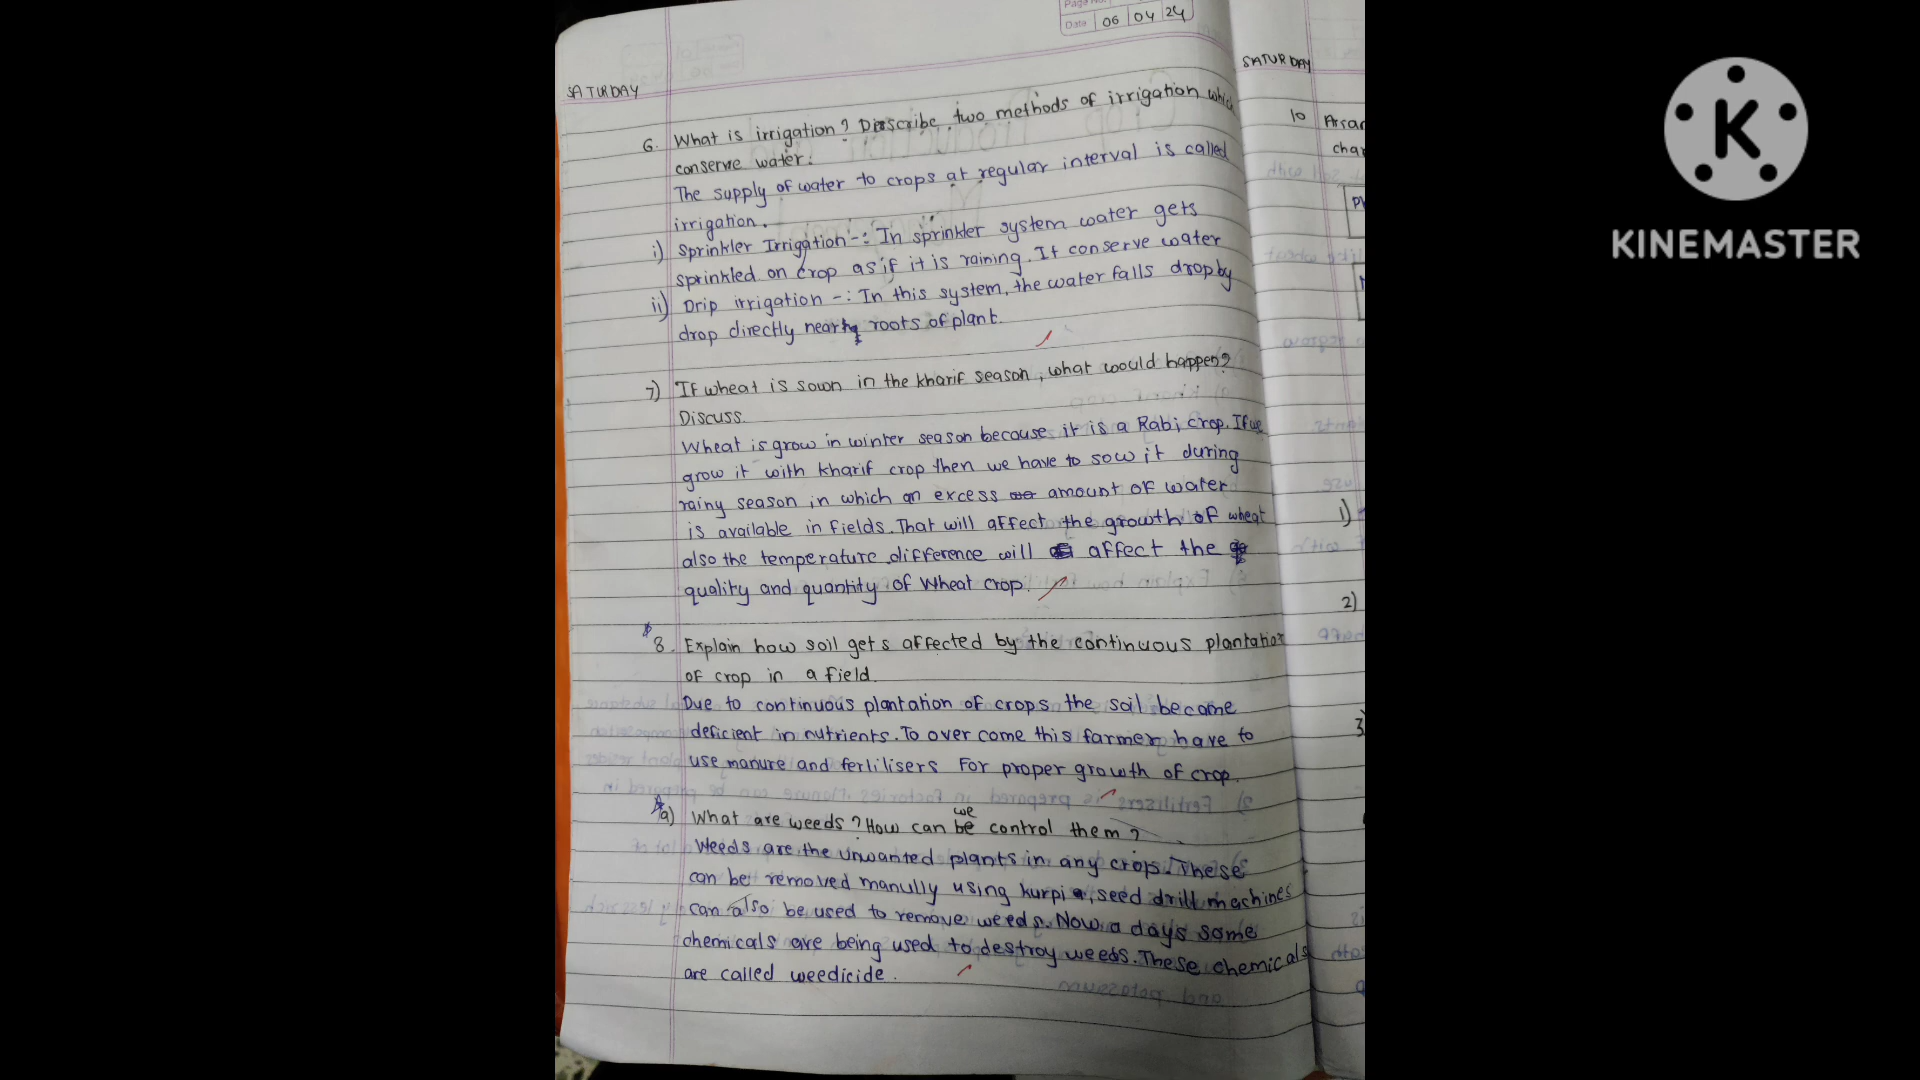 Page No.
Date 06 04 24
SATURDAY
6. What is irrigation? Describe two methods of irrigation which
conserve water.
The supply of water to crops at regular interval is called
irrigation.
i) Sprinkler Irrigation -: In sprinkler system water gets
sprinkled on crop as if it is raining. It conserve water
ii) Drip irrigation -: In this system, the water falls drop by
drop directly near roots of plant.
7) If wheat is sown in the kharif season, what would happen?
Discuss.
Wheat is grow in winter season because it is a Rabi crop. If we
grow it with kharif crop then we have to sow it during
rainy season in which an excess amount of water
is available in fields. That will affect the growth of wheat
also the temperature difference will affect the
quality and quantity of wheat crop.
8. Explain how soil gets affected by the continuous plantation
of crop in a field.
Due to continuous plantation of crops the soil become
deficient in nutrients. To over come this farmer have to
use manure and fertilisers for proper growth of crop.
9) What are weeds? How can we control them?
Weeds are the unwanted plants in any crop. These
can be removed manully using kurpi, seed drill machines
can also be used to remove weeds. Now a days some
chemicals are being used to destroy weeds. These chemicals
are called weedicide.
SATURDAY
10 Arran
char
1)
2)
3)
K
KINEMASTER